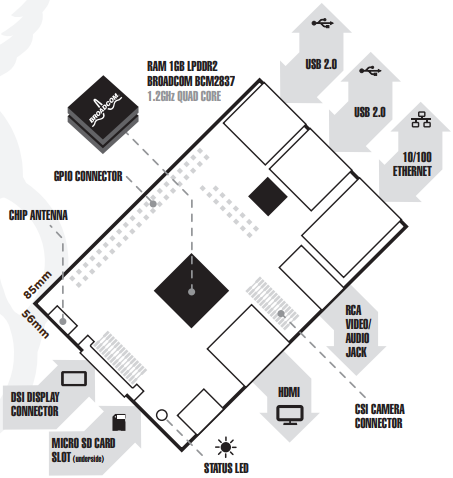 RAM 1GB LPDDR2
BROADCOM BCM2837
1.2GHz QUAD CORE
BROADCOM
USB 2.0
USB 2.0
10/100
ETHERNET
GPIO CONNECTOR
CHIP ANTENNA
85mm
56mm
RCA
VIDEO/
AUDIO
JACK
DSI DISPLAY
CONNECTOR
HDMI
CSI CAMERA
CONNECTOR
MICRO SD CARD
SLOT (underside)
STATUS LED